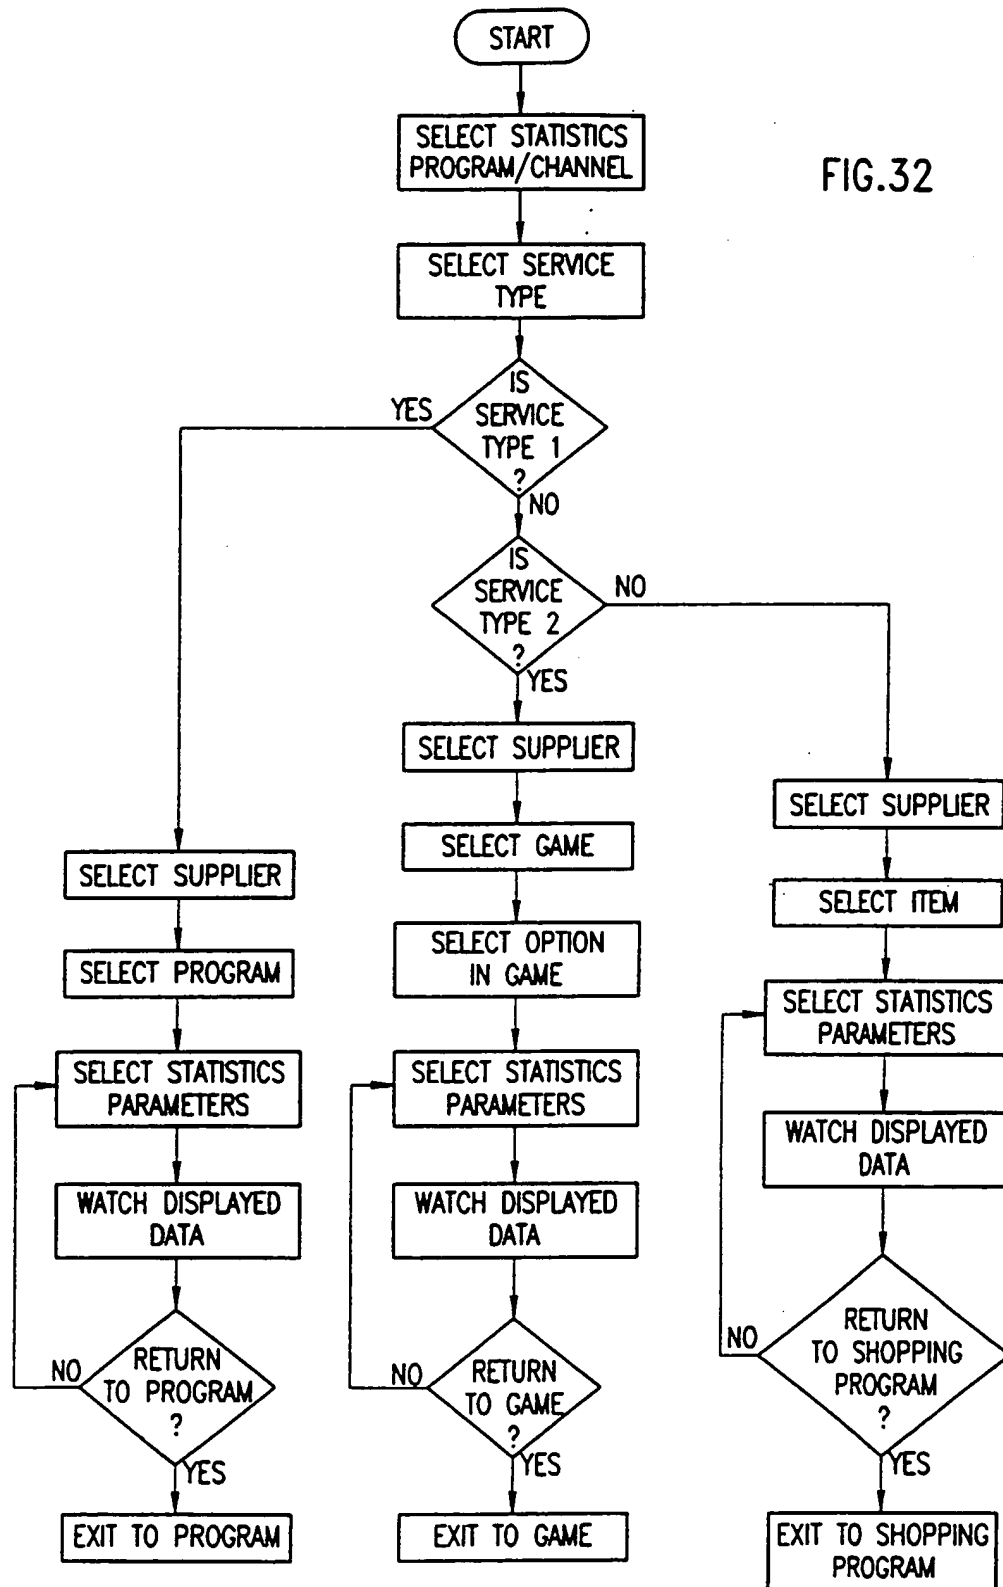 START
SELECT STATISTICS
PROGRAM/CHANNEL
FIG.32
SELECT SERVICE
TYPE
IS
SERVICE
TYPE 1
?
YES
NO
IS
SERVICE
TYPE 2
?
NO
YES
SELECT SUPPLIER
SELECT PROGRAM
SELECT STATISTICS
PARAMETERS
WATCH DISPLAYED
DATA
RETURN
TO PROGRAM
?
NO
YES
EXIT TO PROGRAM
SELECT SUPPLIER
SELECT GAME
SELECT OPTION
IN GAME
SELECT STATISTICS
PARAMETERS
WATCH DISPLAYED
DATA
RETURN
TO GAME
?
NO
YES
EXIT TO GAME
SELECT SUPPLIER
SELECT ITEM
SELECT STATISTICS
PARAMETERS
WATCH DISPLAYED
DATA
RETURN
TO SHOPPING
PROGRAM
?
NO
YES
EXIT TO SHOPPING
PROGRAM